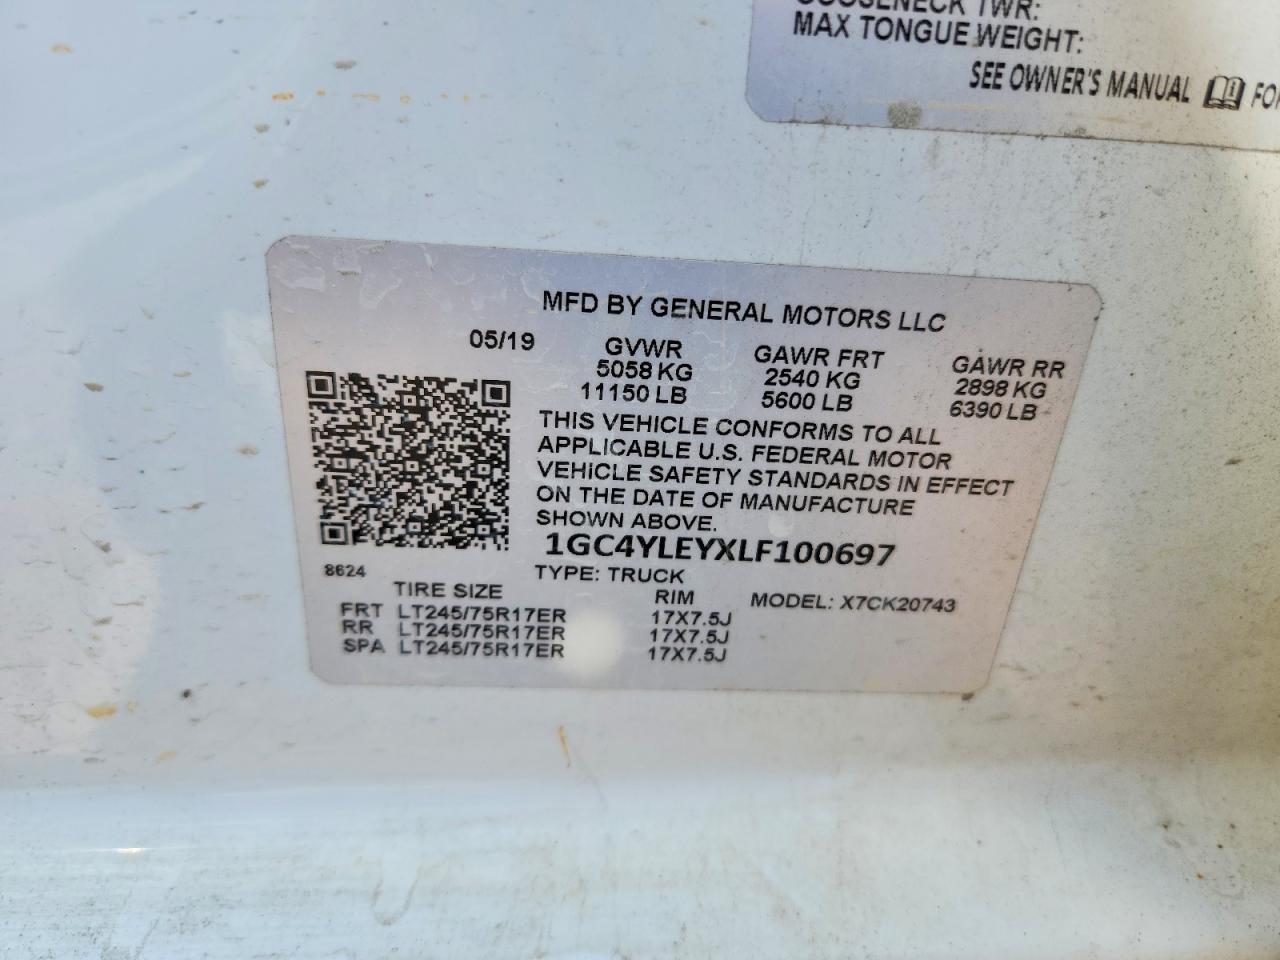 MAX TONGUE WEIGHT:
SEE OWNER'S MANUAL
MFD BY GENERAL MOTORS LLC
05/19 GVWR GAWR FRT GAWR RR
5058 KG 2540 KG 2898 KG
11150 LB 5600 LB 6390 LB
THIS VEHICLE CONFORMS TO ALL
APPLICABLE U.S. FEDERAL MOTOR
VEHICLE SAFETY STANDARDS IN EFFECT
ON THE DATE OF MANUFACTURE
SHOWN ABOVE.
1GC4YLEYXLF100697
8624 TYPE: TRUCK
TIRE SIZE RIM MODEL: X7CK20743
FRT LT245/75R17ER 17X7.5J
RR LT245/75R17ER 17X7.5J
SPA LT245/75R17ER 17X7.5J